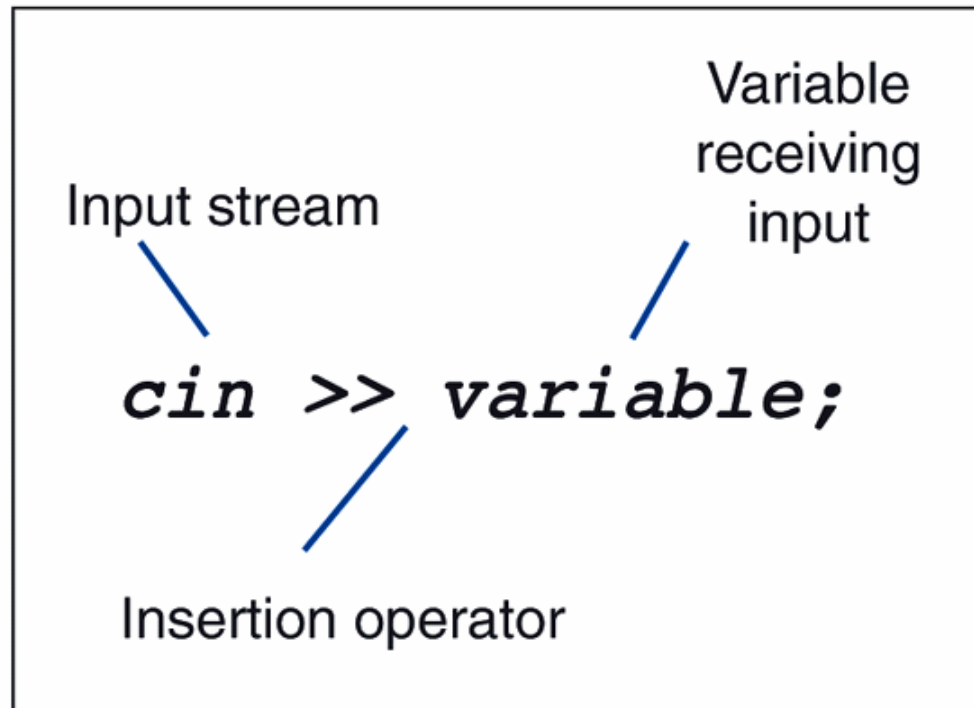 Variable
receiving
input
Input stream
cin >> variable;
Insertion operator